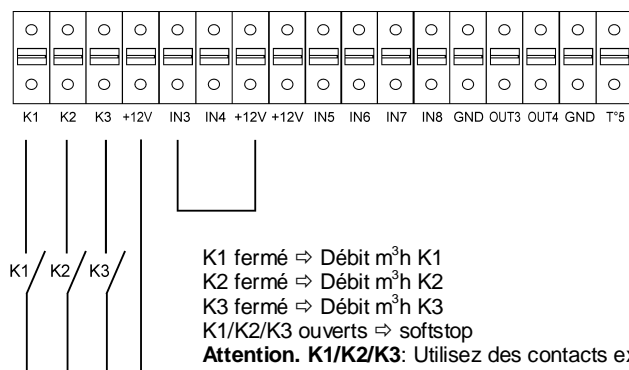 K1 K2 K3 +12V IN3 IN4 +12V +12V IN5 IN6 IN7 IN8 GND OUT3 OUT4 GND T°5
K1 K2 K3
K1 fermé ⇨ Débit m³h K1
K2 fermé ⇨ Débit m³h K2
K3 fermé ⇨ Débit m³h K3
K1/K2/K3 ouverts ⇨ softstop
Attention. K1/K2/K3: Utilisez des contacts